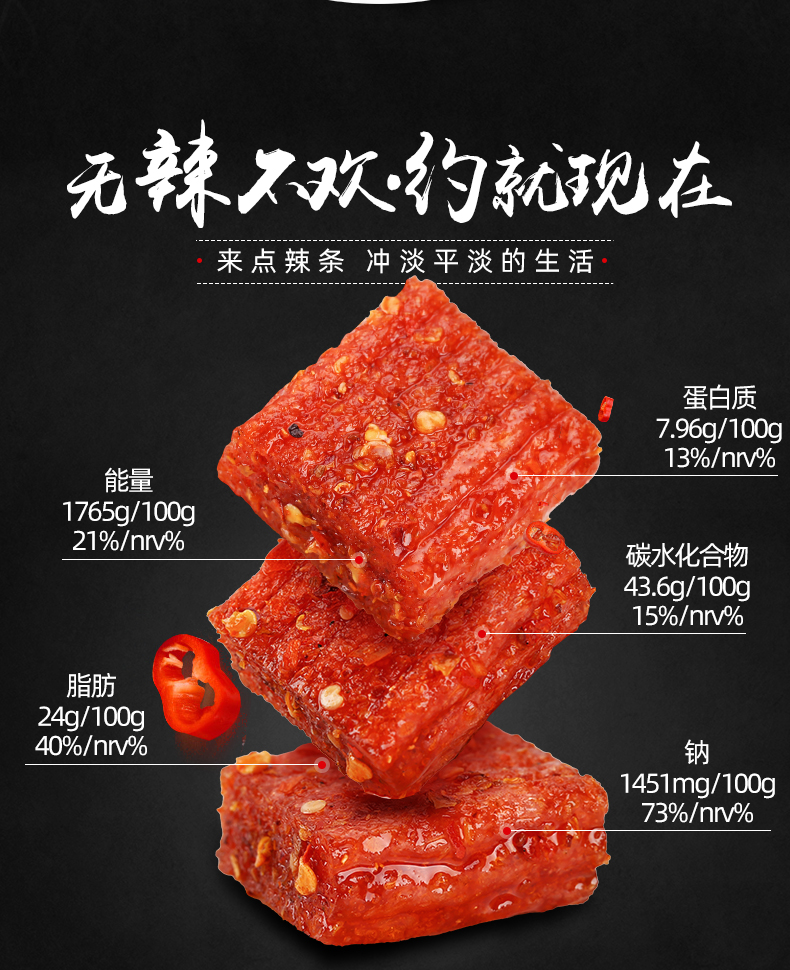 无辣不欢·约就现在
·来点辣条 冲淡平淡的生活·
蛋白质
7.96g/100g
13%/nrv%
能量
1765g/100g
21%/nrv%
碳水化合物
43.6g/100g
15%/nrv%
脂肪
24g/100g
40%/nrv%
钠
1451mg/100g
73%/nrv%